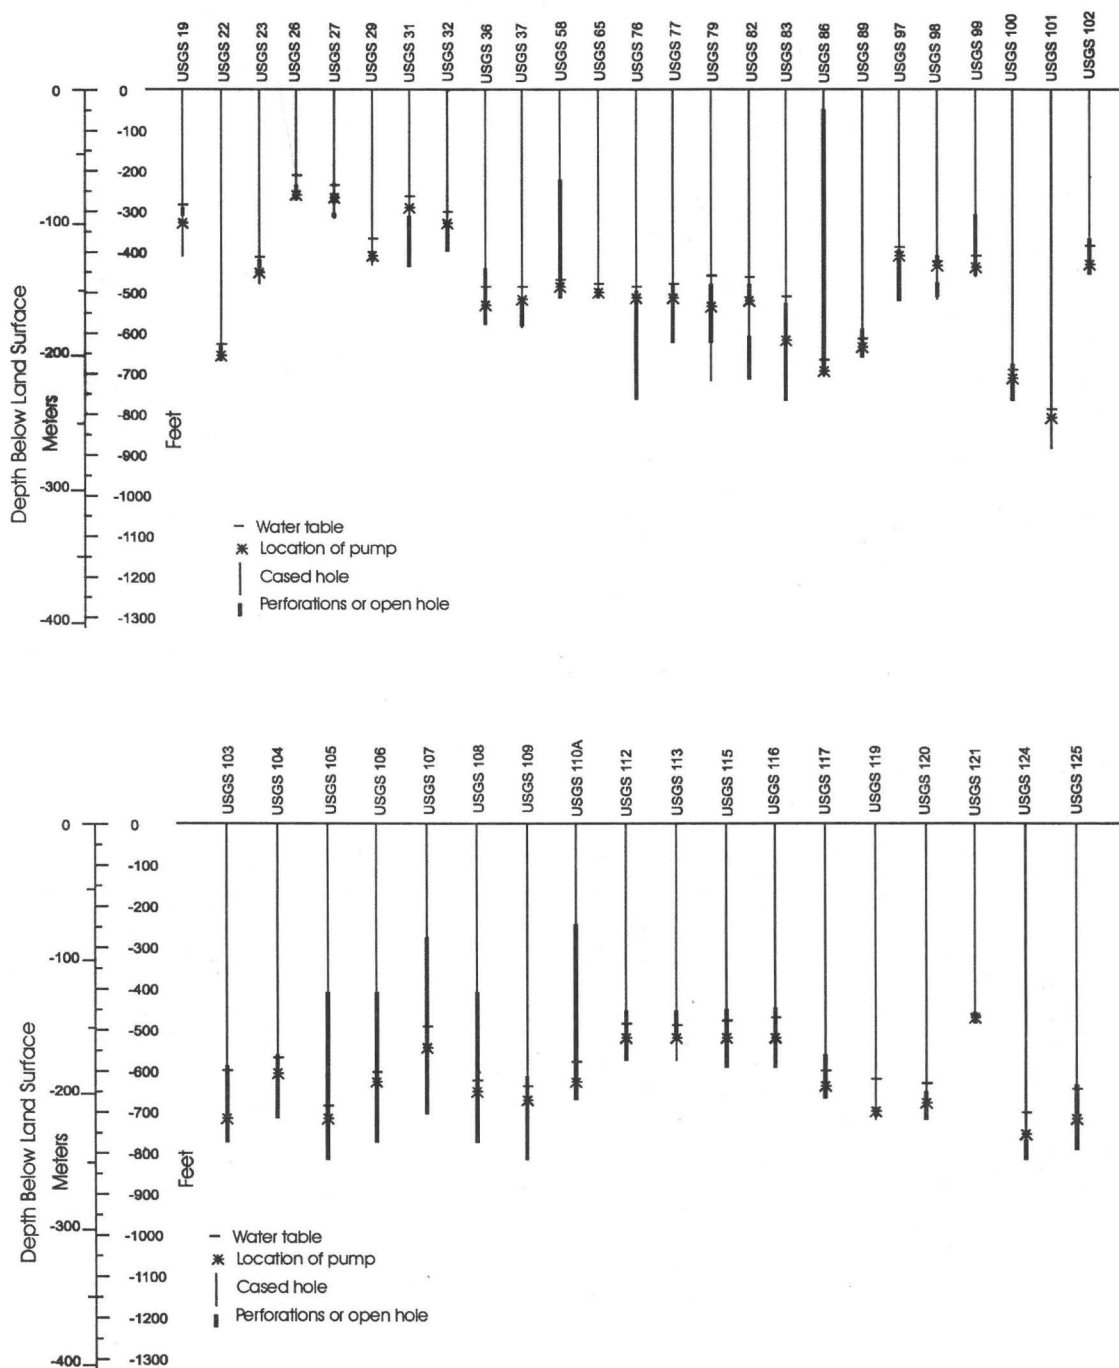 USGS 19
USGS 22
USGS 23
USGS 26
USGS 27
USGS 29
USGS 31
USGS 32
USGS 36
USGS 37
USGS 58
USGS 65
USGS 76
USGS 77
USGS 79
USGS 82
USGS 83
USGS 86
USGS 89
USGS 97
USGS 98
USGS 99
USGS 100
USGS 101
USGS 102
Depth Below Land Surface
Meters
0
-100
-200
-300
-400
Feet
0
-100
-200
-300
-400
-500
-600
-700
-800
-900
-1000
-1100
-1200
-1300
Water table
Location of pump
Cased hole
Perforations or open hole
USGS 103
USGS 104
USGS 105
USGS 106
USGS 107
USGS 108
USGS 109
USGS 110A
USGS 112
USGS 113
USGS 115
USGS 116
USGS 117
USGS 119
USGS 120
USGS 121
USGS 124
USGS 125
Depth Below Land Surface
Meters
0
-100
-200
-300
-400
Feet
0
-100
-200
-300
-400
-500
-600
-700
-800
-900
-1000
-1100
-1200
-1300
Water table
Location of pump
Cased hole
Perforations or open hole